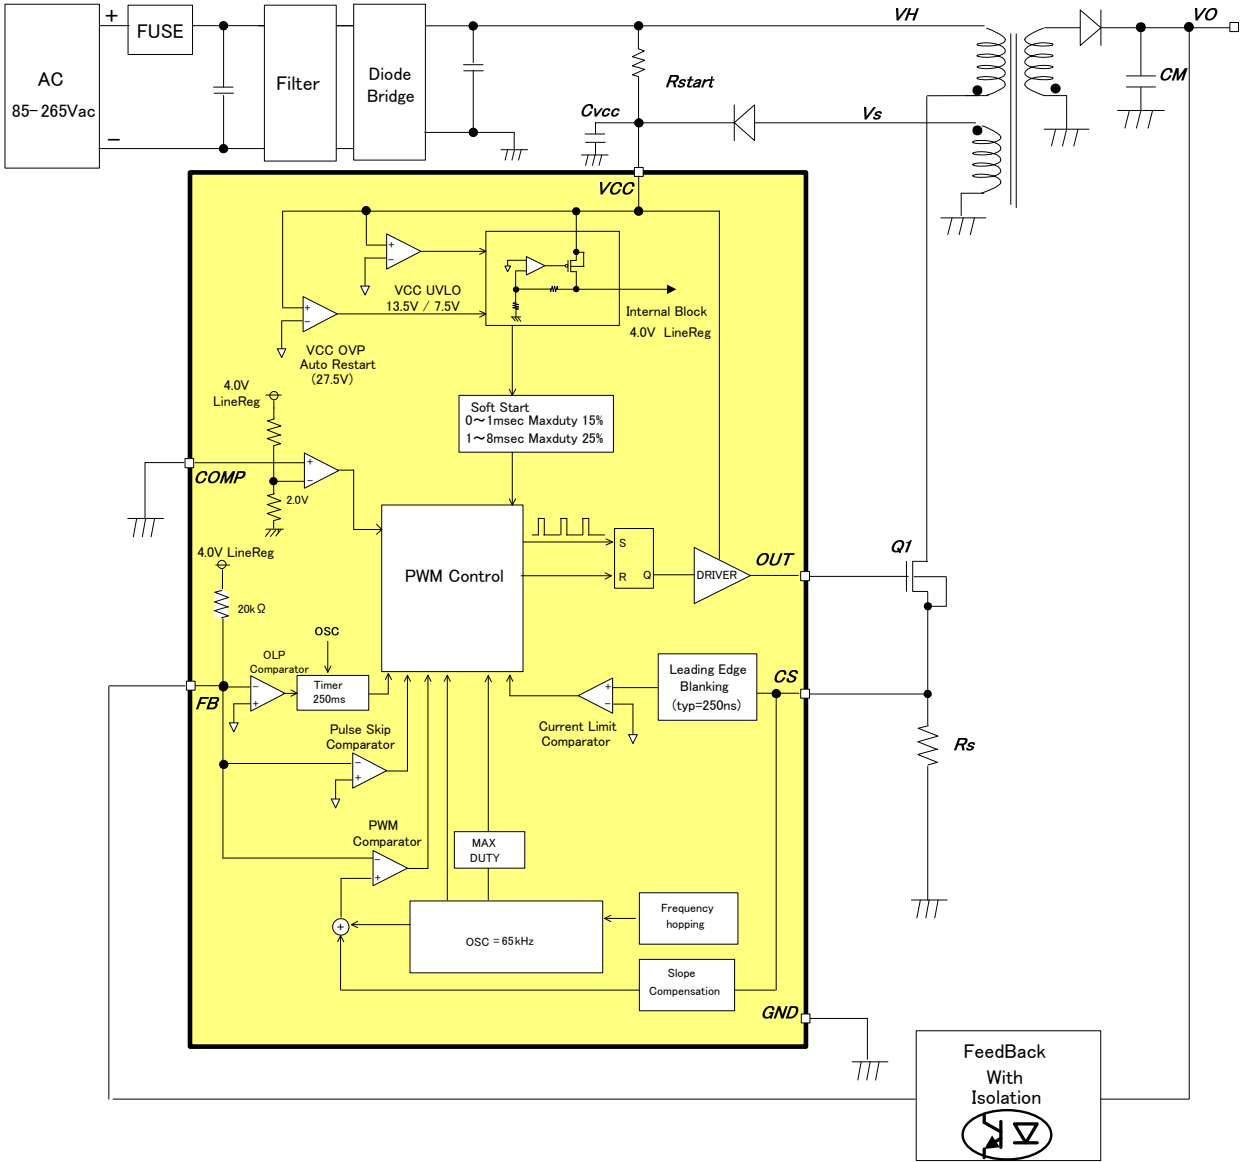 +
FUSE
AC
85-265Vac
−
Filter
Diode
Bridge
VH
VO
Rstart
CM
Cvcc
Vs
VCC
+
−
VCC UVLO
13.5V / 7.5V
Internal Block
4.0V LineReg
+
−
VCC OVP
Auto Restart
(27.5V)
4.0V
LineReg
Soft Start
0～1msec Maxduty 15%
1～8msec Maxduty 25%
COMP
+
−
2.0V
4.0V LineReg
20kΩ
PWM Control
S
R
Q
DRIVER
OUT
Q1
OSC
OLP
Comparator
−
+
Timer
250ms
FB
Leading Edge
Blanking
(typ=250ns)
CS
+
−
Current Limit
Comparator
Rs
Pulse Skip
Comparator
−
+
PWM
Comparator
−
+
MAX
DUTY
+
OSC = 65kHz
Frequency
hopping
Slope
Compensation
GND
FeedBack
With
Isolation